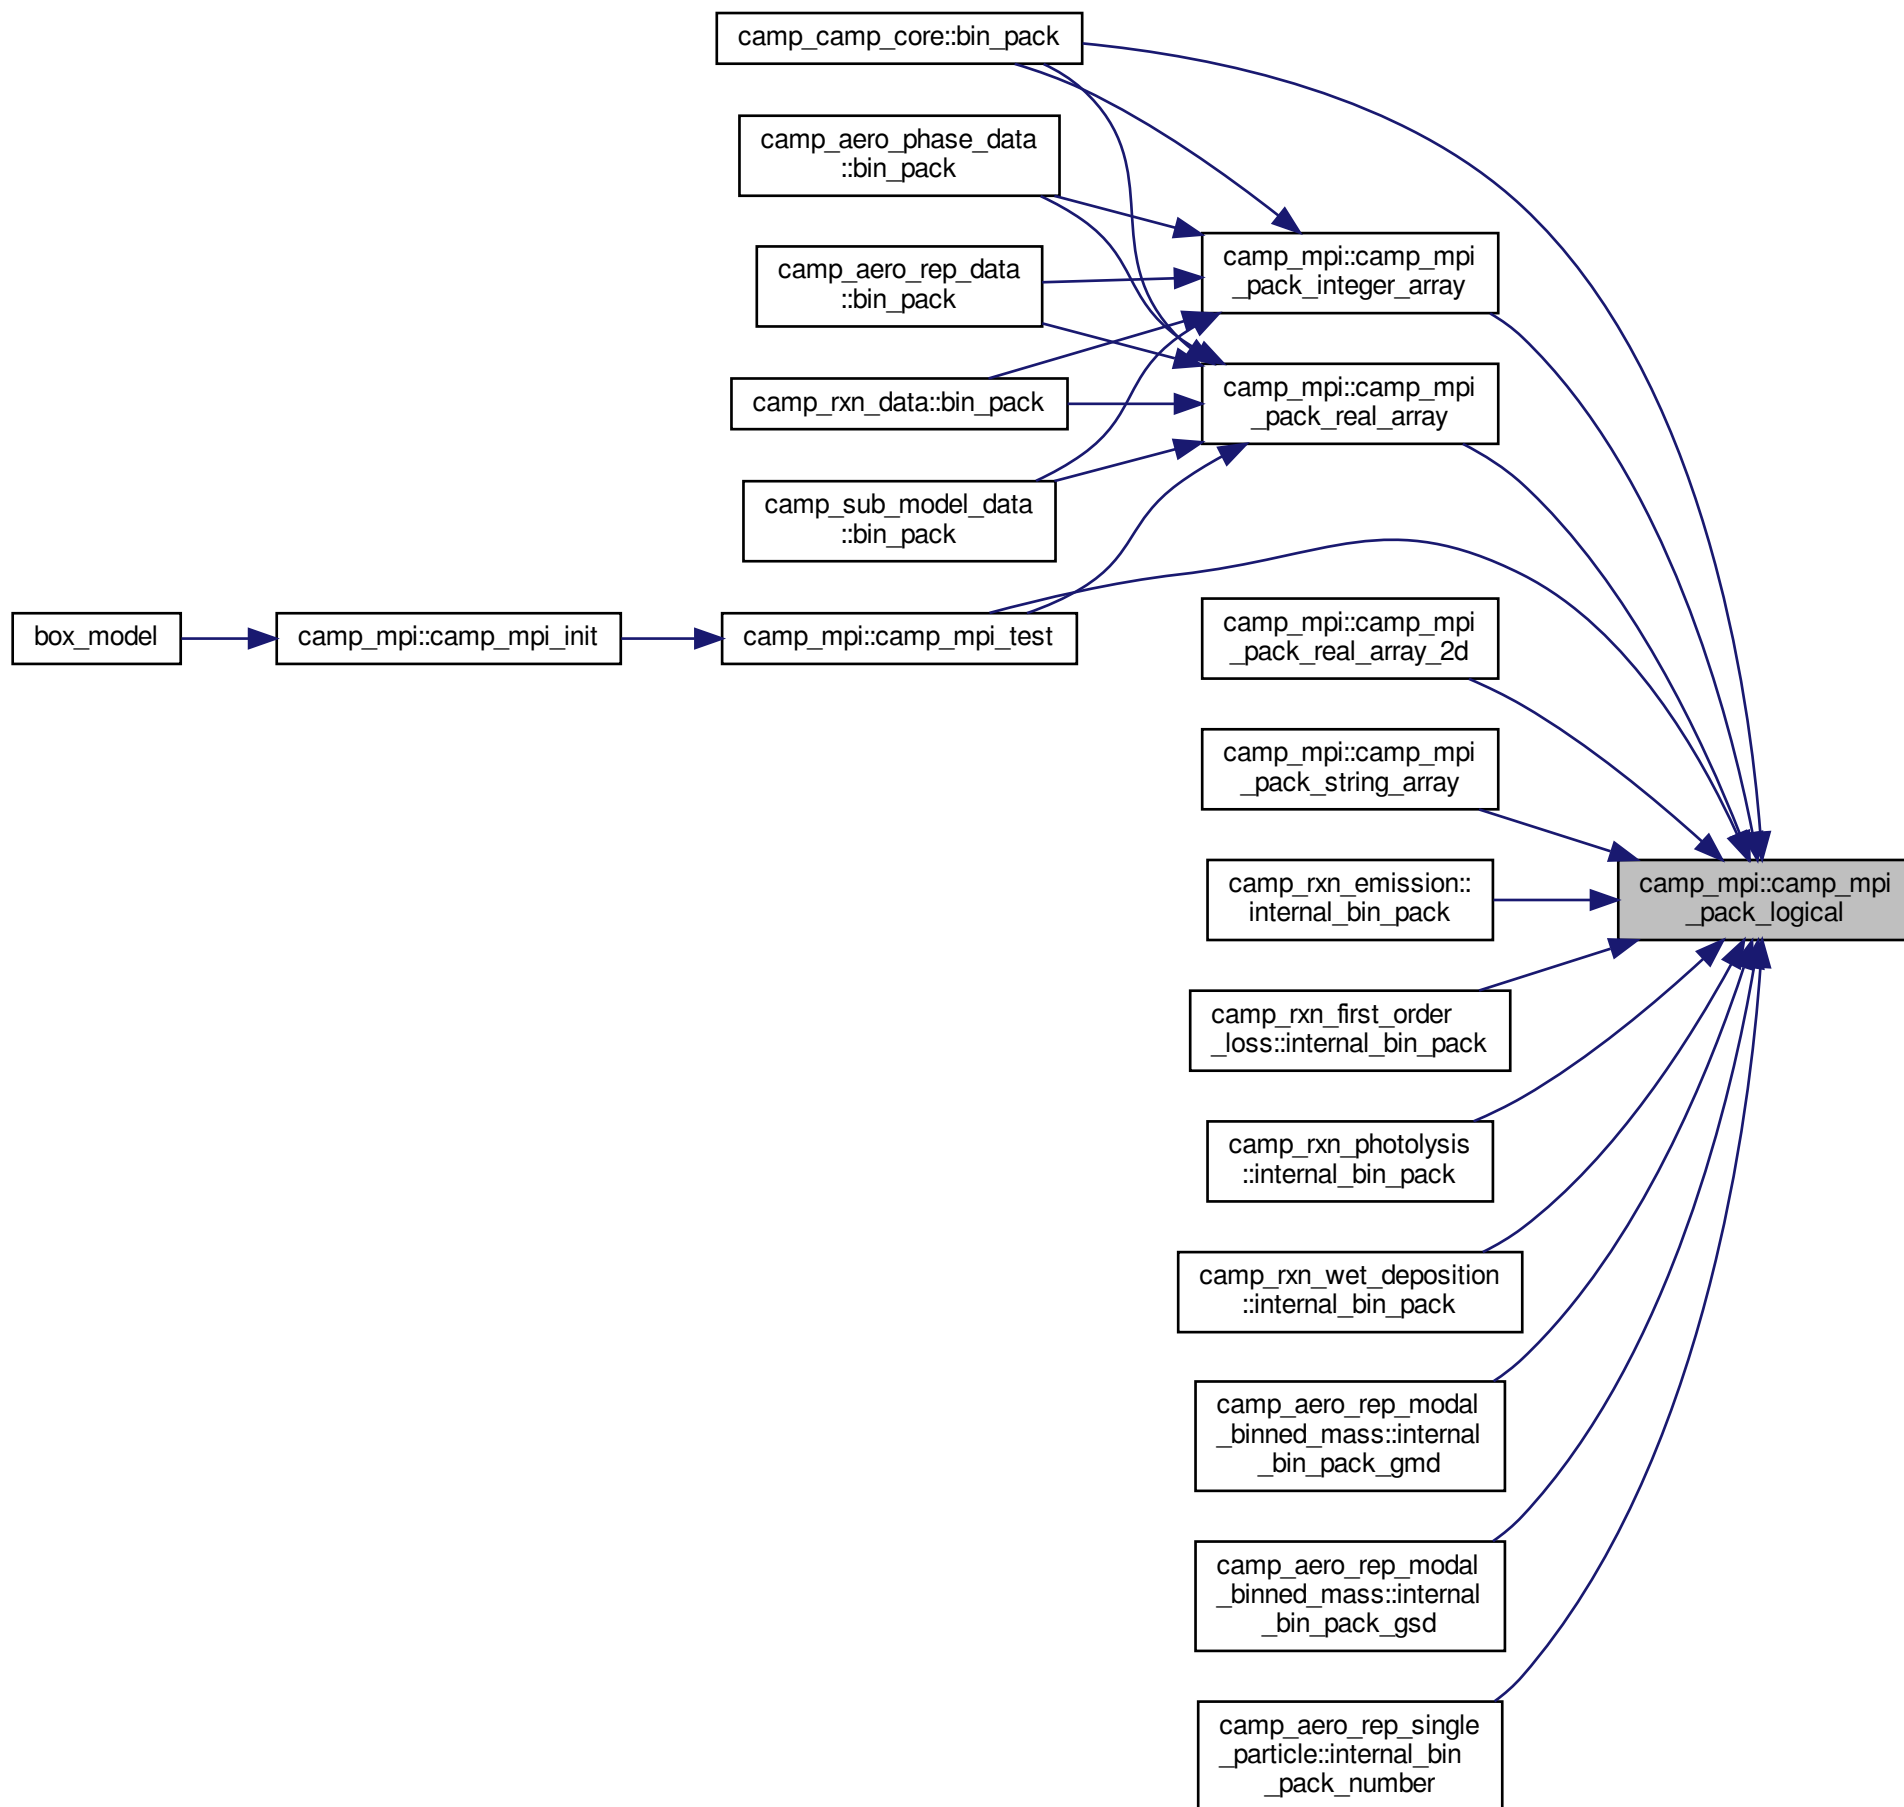 camp_camp_core::bin_pack
camp_aero_phase_data
::bin_pack
camp_aero_rep_data
::bin_pack
camp_rxn_data::bin_pack
camp_sub_model_data
::bin_pack
box_model
camp_mpi::camp_mpi_init
camp_mpi::camp_mpi_test
camp_mpi::camp_mpi
_pack_integer_array
camp_mpi::camp_mpi
_pack_real_array
camp_mpi::camp_mpi
_pack_real_array_2d
camp_mpi::camp_mpi
_pack_string_array
camp_rxn_emission::
internal_bin_pack
camp_rxn_first_order
_loss::internal_bin_pack
camp_rxn_photolysis
::internal_bin_pack
camp_rxn_wet_deposition
::internal_bin_pack
camp_aero_rep_modal
_binned_mass::internal
_bin_pack_gmd
camp_aero_rep_modal
_binned_mass::internal
_bin_pack_gsd
camp_aero_rep_single
_particle::internal_bin
_pack_number
camp_mpi::camp_mpi
_pack_logical